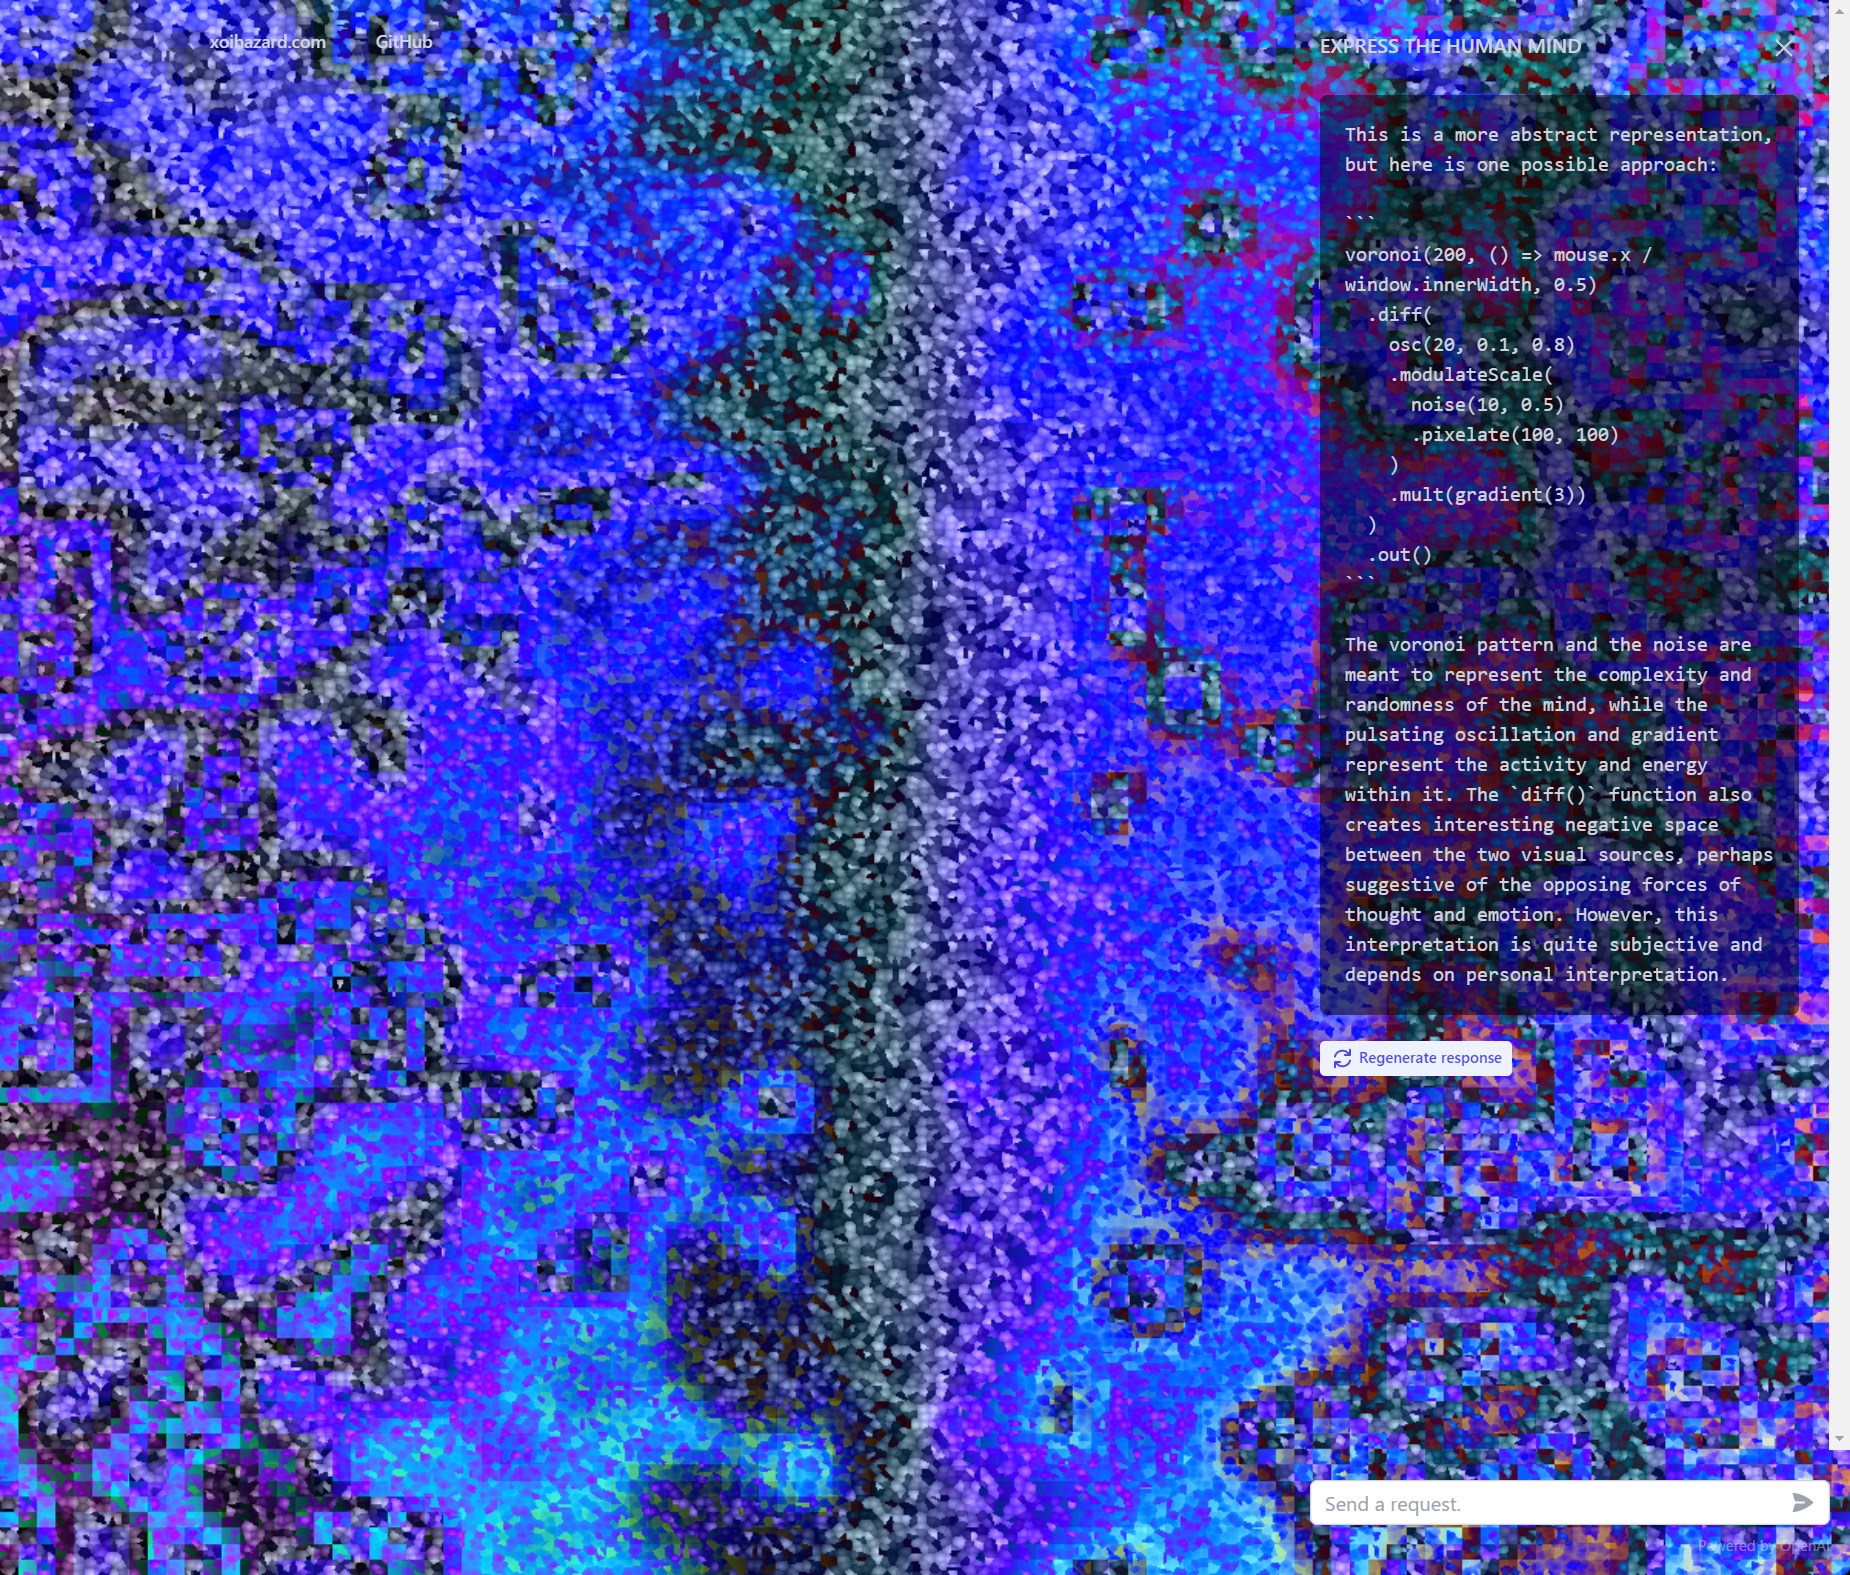 xoihazard.com GitHub
EXPRESS THE HUMAN MIND
This is a more abstract representation,
but here is one possible approach:
```
voronoi(200, () => mouse.x /
window.innerWidth, 0.5)
  .diff(
    osc(20, 0.1, 0.8)
    .modulateScale(
      noise(10, 0.5)
      .pixelate(100, 100)
    )
    .mult(gradient(3))
  )
  .out()
```
The voronoi pattern and the noise are
meant to represent the complexity and
randomness of the mind, while the
pulsating oscillation and gradient
represent the activity and energy
within it. The `diff()` function also
creates interesting negative space
between the two visual sources, perhaps
suggestive of the opposing forces of
thought and emotion. However, this
interpretation is quite subjective and
depends on personal interpretation.
Regenerate response
Send a request.
Powered by OpenAI